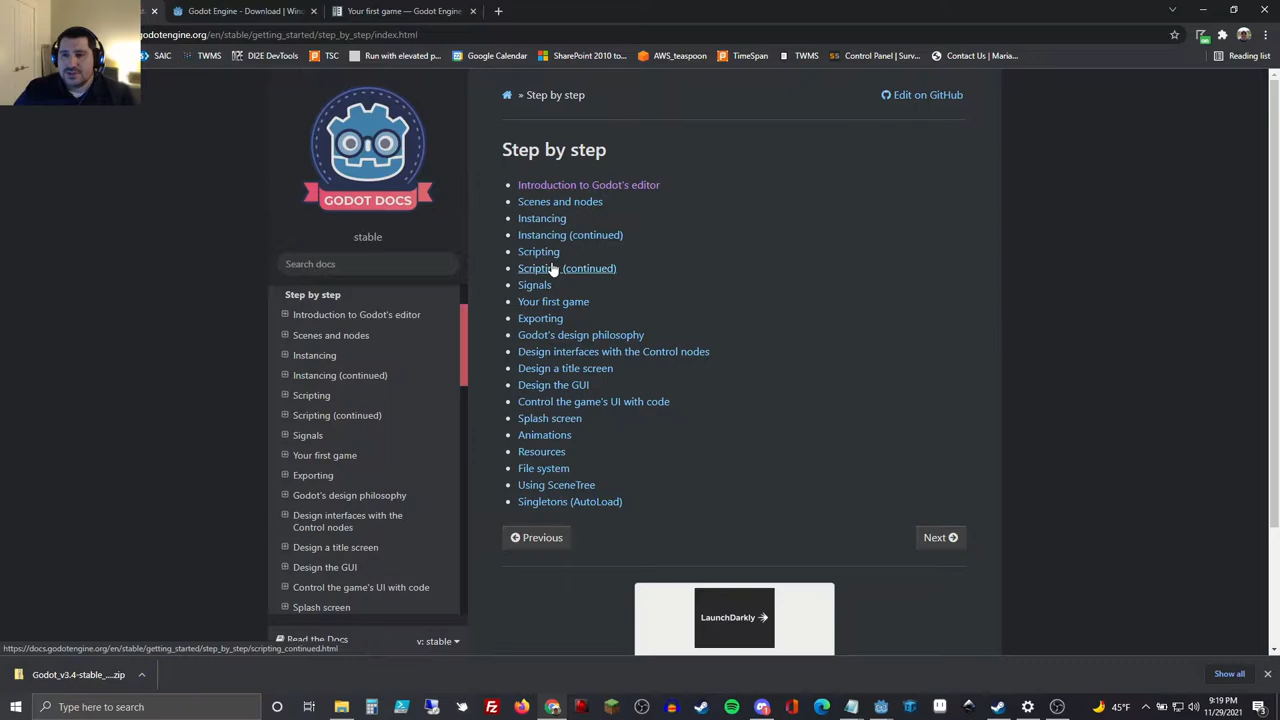 Godot Engine - Download | Win
Your first game — Godot Engine
godotengine.org/en/stable/getting_started/step_by_step/index.html
SAIC
TWMS
DI2E DevTools
TSC
Run with elevated p...
Google Calendar
SharePoint 2010 to...
AWS_teaspoon
TimeSpan
TWMS
Control Panel | Surv...
Contact Us | Maria...
Reading list
GODOT DOCS
stable
Search docs
Step by step
Introduction to Godot's editor
Scenes and nodes
Instancing
Instancing (continued)
Scripting
Scripting (continued)
Signals
Your first game
Exporting
Godot's design philosophy
Design interfaces with the
Control nodes
Design a title screen
Design the GUI
Control the game's UI with code
Splash screen
Read the Docs
v: stable
» Step by step
Edit on GitHub
Step by step
Introduction to Godot's editor
Scenes and nodes
Instancing
Instancing (continued)
Scripting
Scripting (continued)
Signals
Your first game
Exporting
Godot's design philosophy
Design interfaces with the Control nodes
Design a title screen
Design the GUI
Control the game's UI with code
Splash screen
Animations
Resources
File system
Using SceneTree
Singletons (AutoLoad)
Previous
Next
LaunchDarkly
https://docs.godotengine.org/en/stable/getting_started/step_by_step/scripting_continued.html
Godot_v3.4-stable_....zip
Show all
Type here to search
45°F
9:19 PM
11/29/2021